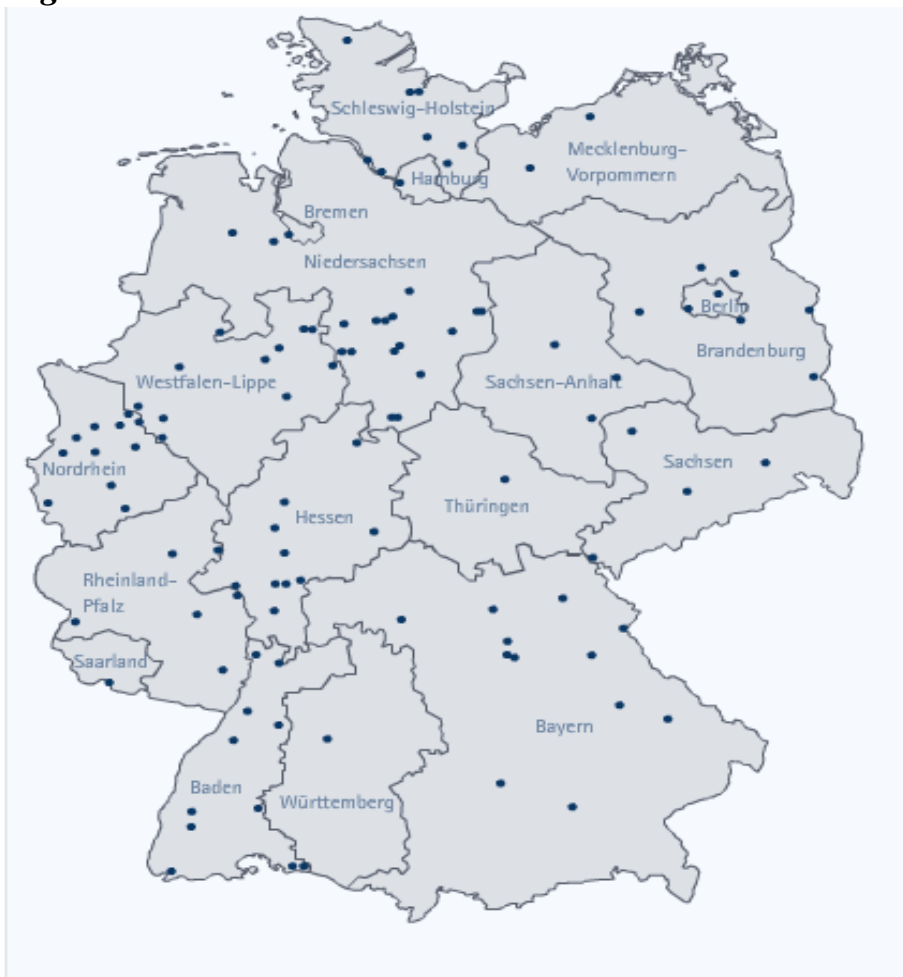 Schleswig-Holstein
Mecklenburg-
Vorpommern
Hamburg
Bremen
Niedersachsen
Berlin
Brandenburg
Westfalen-Lippe
Sachsen-Anhalt
Nordrhein
Sachsen
Hessen
Thüringen
Rheinland-
Pfalz
Saarland
Bayern
Baden
Württemberg